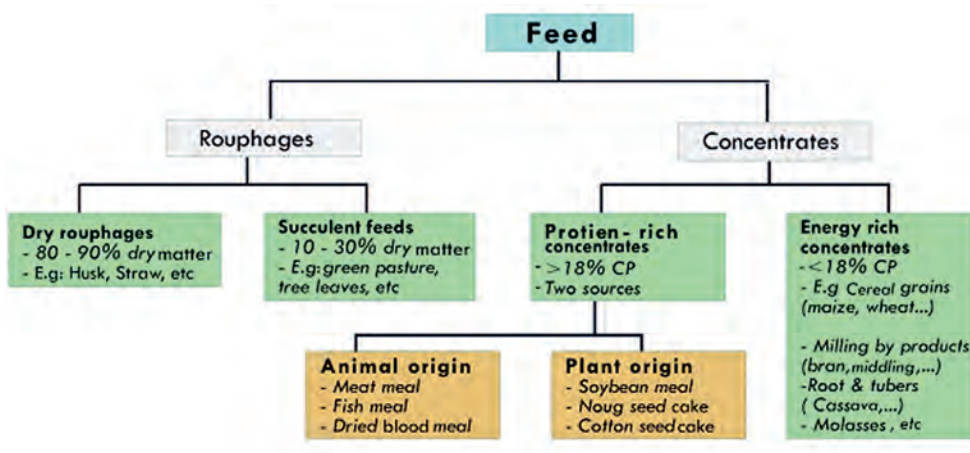 Feed
Rouphages
Concentrates
Dry rouphages
- 80 - 90% dry matter
- E.g: Husk, Straw, etc
Succulent feeds
- 10 - 30% dry matter
- E.g: green pasture,
tree leaves, etc
Protien- rich
concentrates
->18% CP
- Two sources
Energy rich
concentrates
-<18% CP
- E.g Cereal grains
(maize, wheat...)
- Milling by products
(bran, middling,...)
-Root & tubers
( Cassava,...)
- Molasses , etc
Animal origin
- Meat meal
- Fish meal
- Dried blood meal
Plant origin
- Soybean meal
- Noug seed cake
- Cotton seed cake